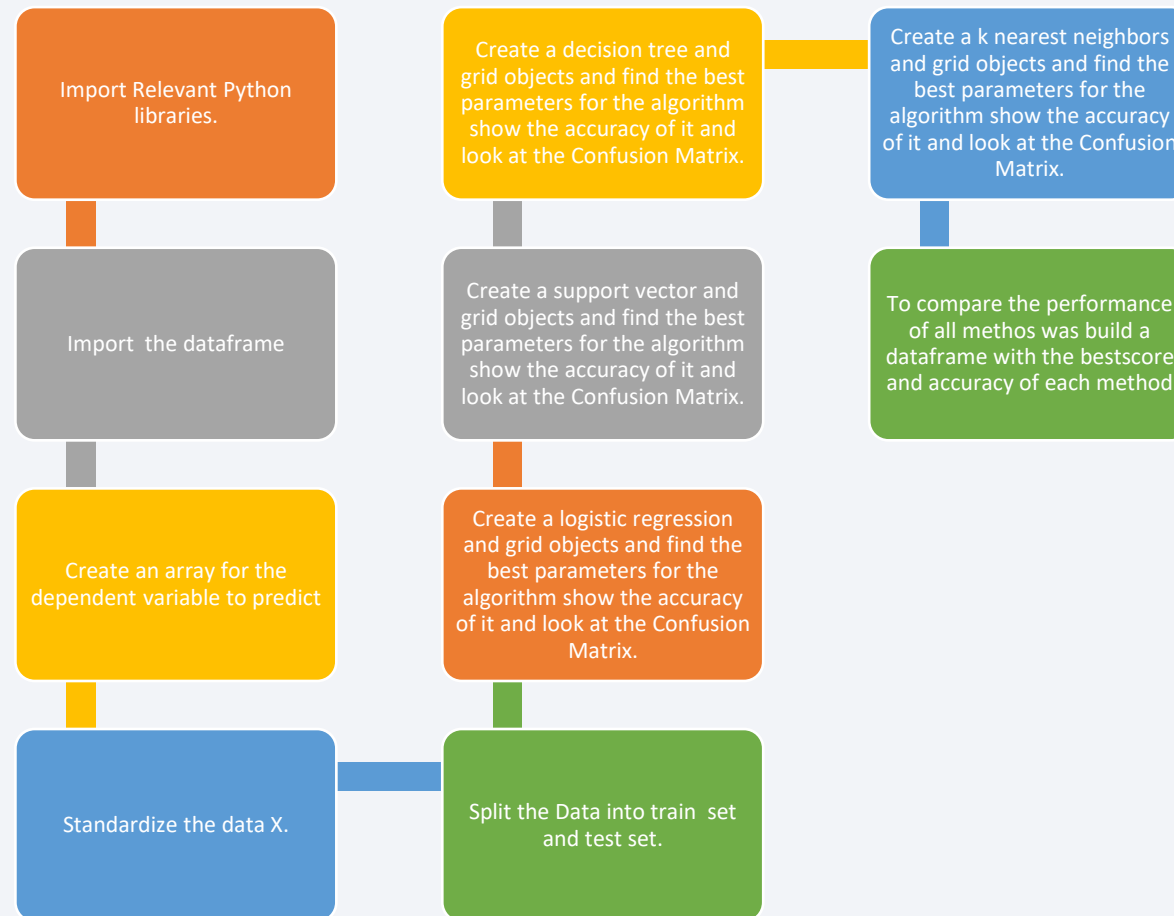 Import Relevant Python
libraries.
Import  the dataframe
Create an array for the
dependent variable to predict
Standardize the data X.
Split the Data into train  set
and test set.
Create a logistic regression
and grid objects and find the
best parameters for the
algorithm show the accuracy
of it and look at the Confusion
Matrix.
Create a support vector and
grid objects and find the best
parameters for the algorithm
show the accuracy of it and
look at the Confusion Matrix.
Create a decision tree and
grid objects and find the best
parameters for the algorithm
show the accuracy of it and
look at the Confusion Matrix.
Create a k nearest neighbors
and grid objects and find the
best parameters for the
algorithm show the accuracy
of it and look at the Confusion
Matrix.
To compare the performance
of all methos was build a
dataframe with the bestscore
and accuracy of each method